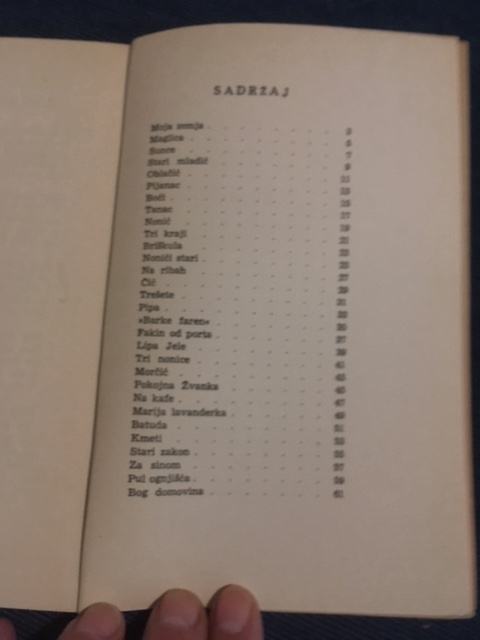 SADRŽAJ
Moja zemja . . . . . . . 3
Maglica . . . . . . . . 5
Sunce . . . . . . . . 7
Stari mladić . . . . . . . 9
Oblačić . . . . . . . . 11
Pijanac . . . . . . . . 13
Boći . . . . . . . . 15
Tanac . . . . . . . . 17
Nonić . . . . . . . . 19
Tri kraji . . . . . . . 21
Briškula . . . . . . . 23
Nonići stari . . . . . . . 25
Na ribah . . . . . . . 27
Čić . . . . . . . . 29
Trešete . . . . . . . . 31
Pipa . . . . . . . . 33
»Barke faren« . . . . . . . 35
Fakin od porta . . . . . . 37
Lipa Jele . . . . . . . 39
Tri nonice . . . . . . . 41
Morčić . . . . . . . . 43
Pokojna Žvanka . . . . . . 45
Na kafe . . . . . . . . 47
Marija lavanderka . . . . . . 49
Batuda . . . . . . . . 51
Kmeti . . . . . . . . 53
Stari zakon . . . . . . . 55
Za sinom . . . . . . . 57
Pul ognjišća . . . . . . . 59
Bog domovina . . . . . . . 61